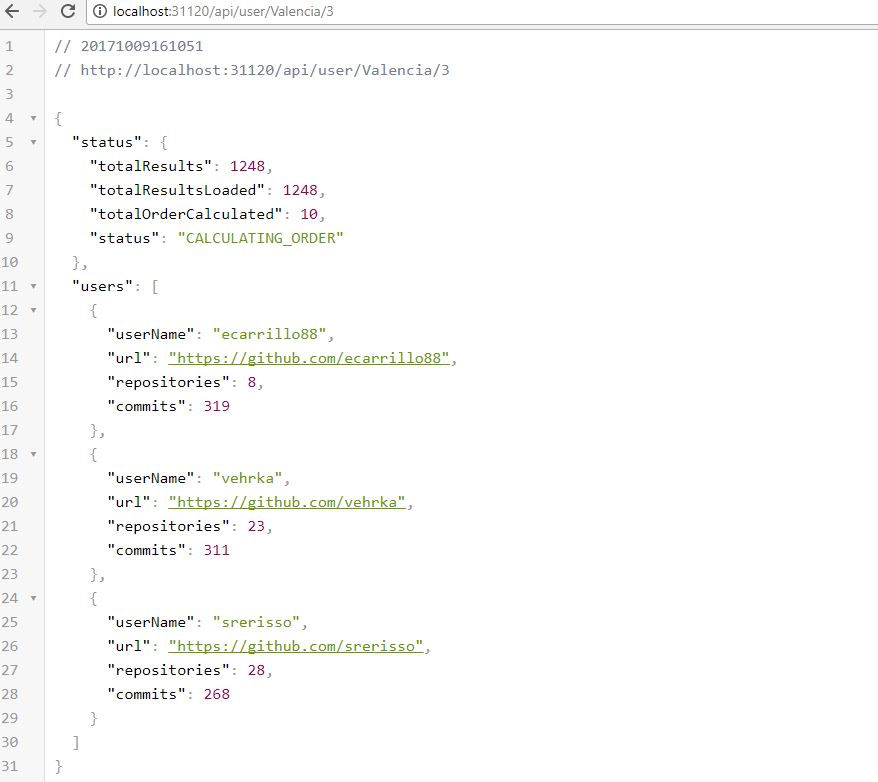 localhost:31120/api/user/Valencia/3
1 // 20171009161051
2 // http://localhost:31120/api/user/Valencia/3
3
4 {
5 "status": {
6 "totalResults": 1248,
7 "totalResultsLoaded": 1248,
8 "totalOrderCalculated": 10,
9 "status": "CALCULATING_ORDER"
10 },
11 "users": [
12 {
13 "userName": "ecarrillo88",
14 "url": "https://github.com/ecarrillo88",
15 "repositories": 8,
16 "commits": 319
17 },
18 {
19 "userName": "vehrka",
20 "url": "https://github.com/vehrka",
21 "repositories": 23,
22 "commits": 311
23 },
24 {
25 "userName": "srerisso",
26 "url": "https://github.com/srerisso",
27 "repositories": 28,
28 "commits": 268
29 }
30 ]
31 }